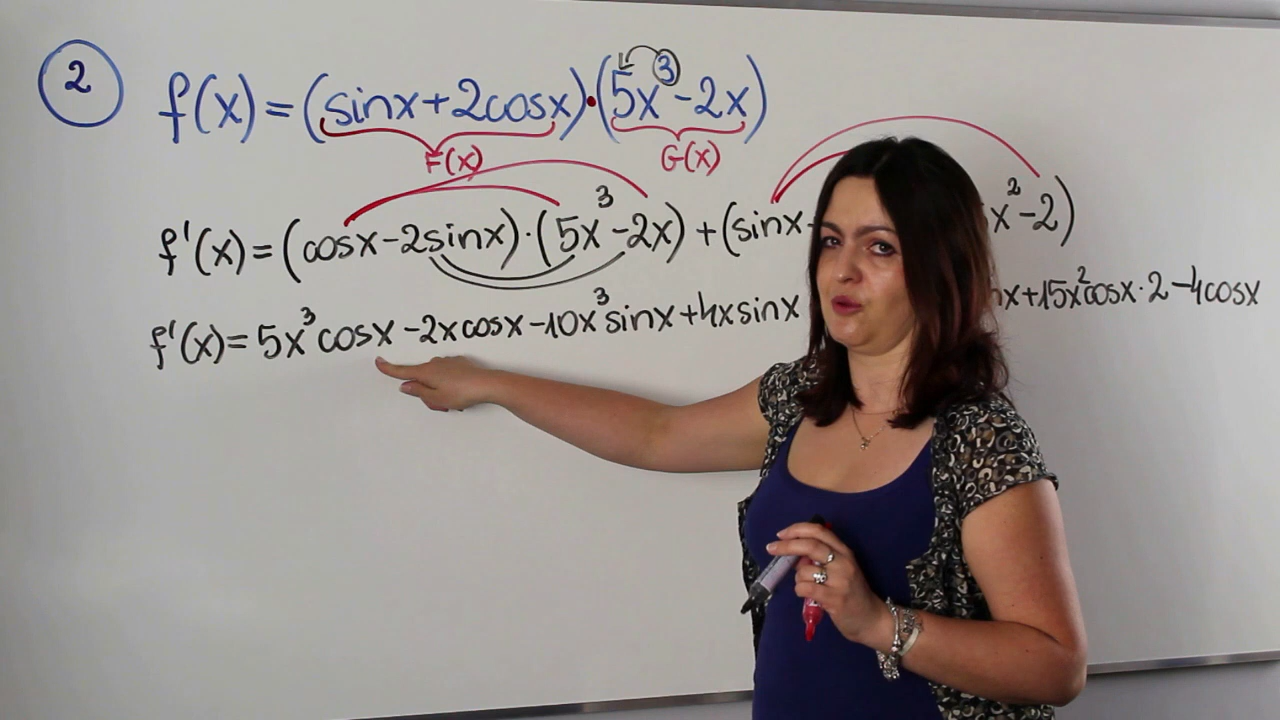 2
f(x)=(sinx+2cosx)·(5x³-2x)
F(x) G(x)
f'(x)=(cosx-2sinx)·(5x³-2x)+(sinx x²-2)
f'(x)=5x³cosx-2xcosx-10x³sinx+4xsinx nx+15x²cosx·2-4cosx